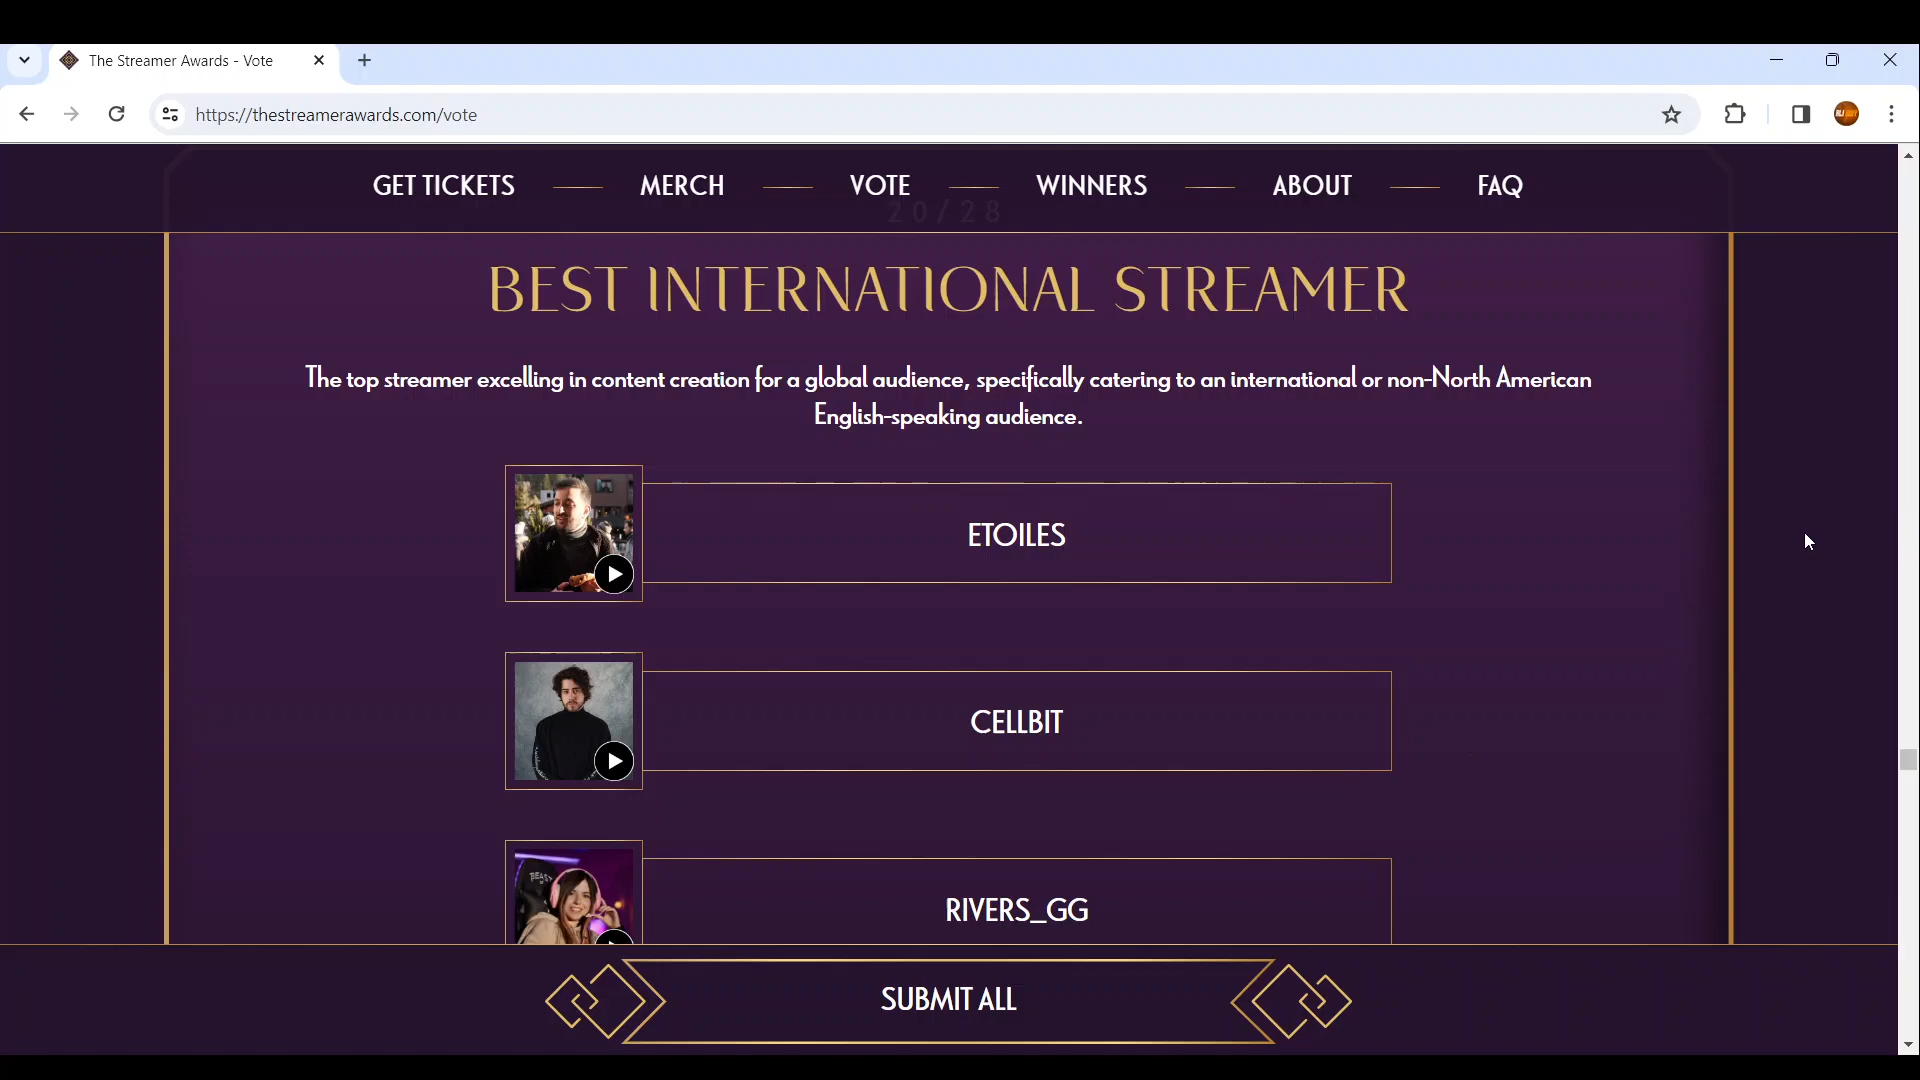 The Streamer Awards - Vote
https://thestreamerawards.com/vote
GET TICKETS MERCH VOTE WINNERS ABOUT FAQ
20/28
BEST INTERNATIONAL STREAMER
The top streamer excelling in content creation for a global audience, specifically catering to an international or non-North American
English-speaking audience.
ETOILES
CELLBIT
RIVERS_GG
SUBMIT ALL